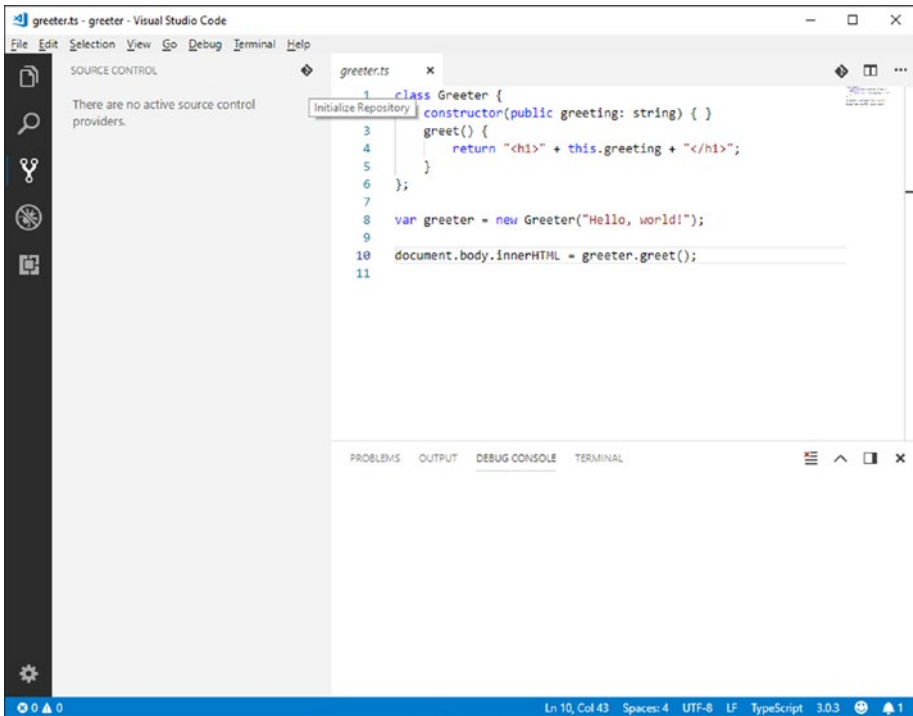 greeter.ts - greeter - Visual Studio Code
File Edit Selection View Go Debug Terminal Help
SOURCE CONTROL
There are no active source control
providers.
Initialize Repository
greeter.ts
1 class Greeter {
constructor(public greeting: string) { }
3 greet() {
4 return "<h1>" + this.greeting + "</h1>";
5 }
6 };
7
8 var greeter = new Greeter("Hello, world!");
9
10 document.body.innerHTML = greeter.greet();
11
PROBLEMS OUTPUT DEBUG CONSOLE TERMINAL
0 0 Ln 10, Col 43 Spaces: 4 UTF-8 LF TypeScript 3.0.3 1